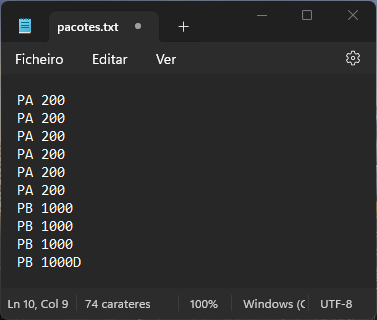 pacotes.txt
Ficheiro Editar Ver
PA 200
PA 200
PA 200
PA 200
PA 200
PA 200
PB 1000
PB 1000
PB 1000
PB 1000D
Ln 10, Col 9 74 carateres 100% Windows (C UTF-8